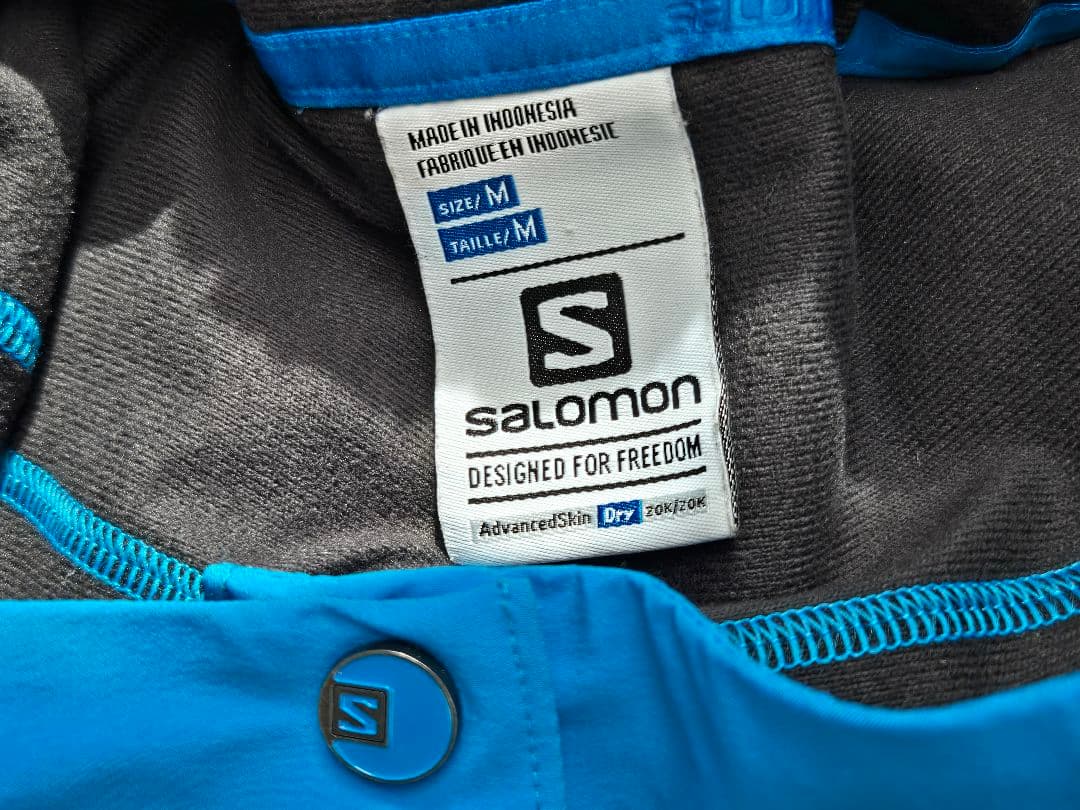 MADE IN INDONESIA
FABRIQUE EN INDONESIE
SIZE/ M
TAILLE/ M
S
SALOMON
DESIGNED FOR FREEDOM
AdvancedSkin Dry 20K/20K
S